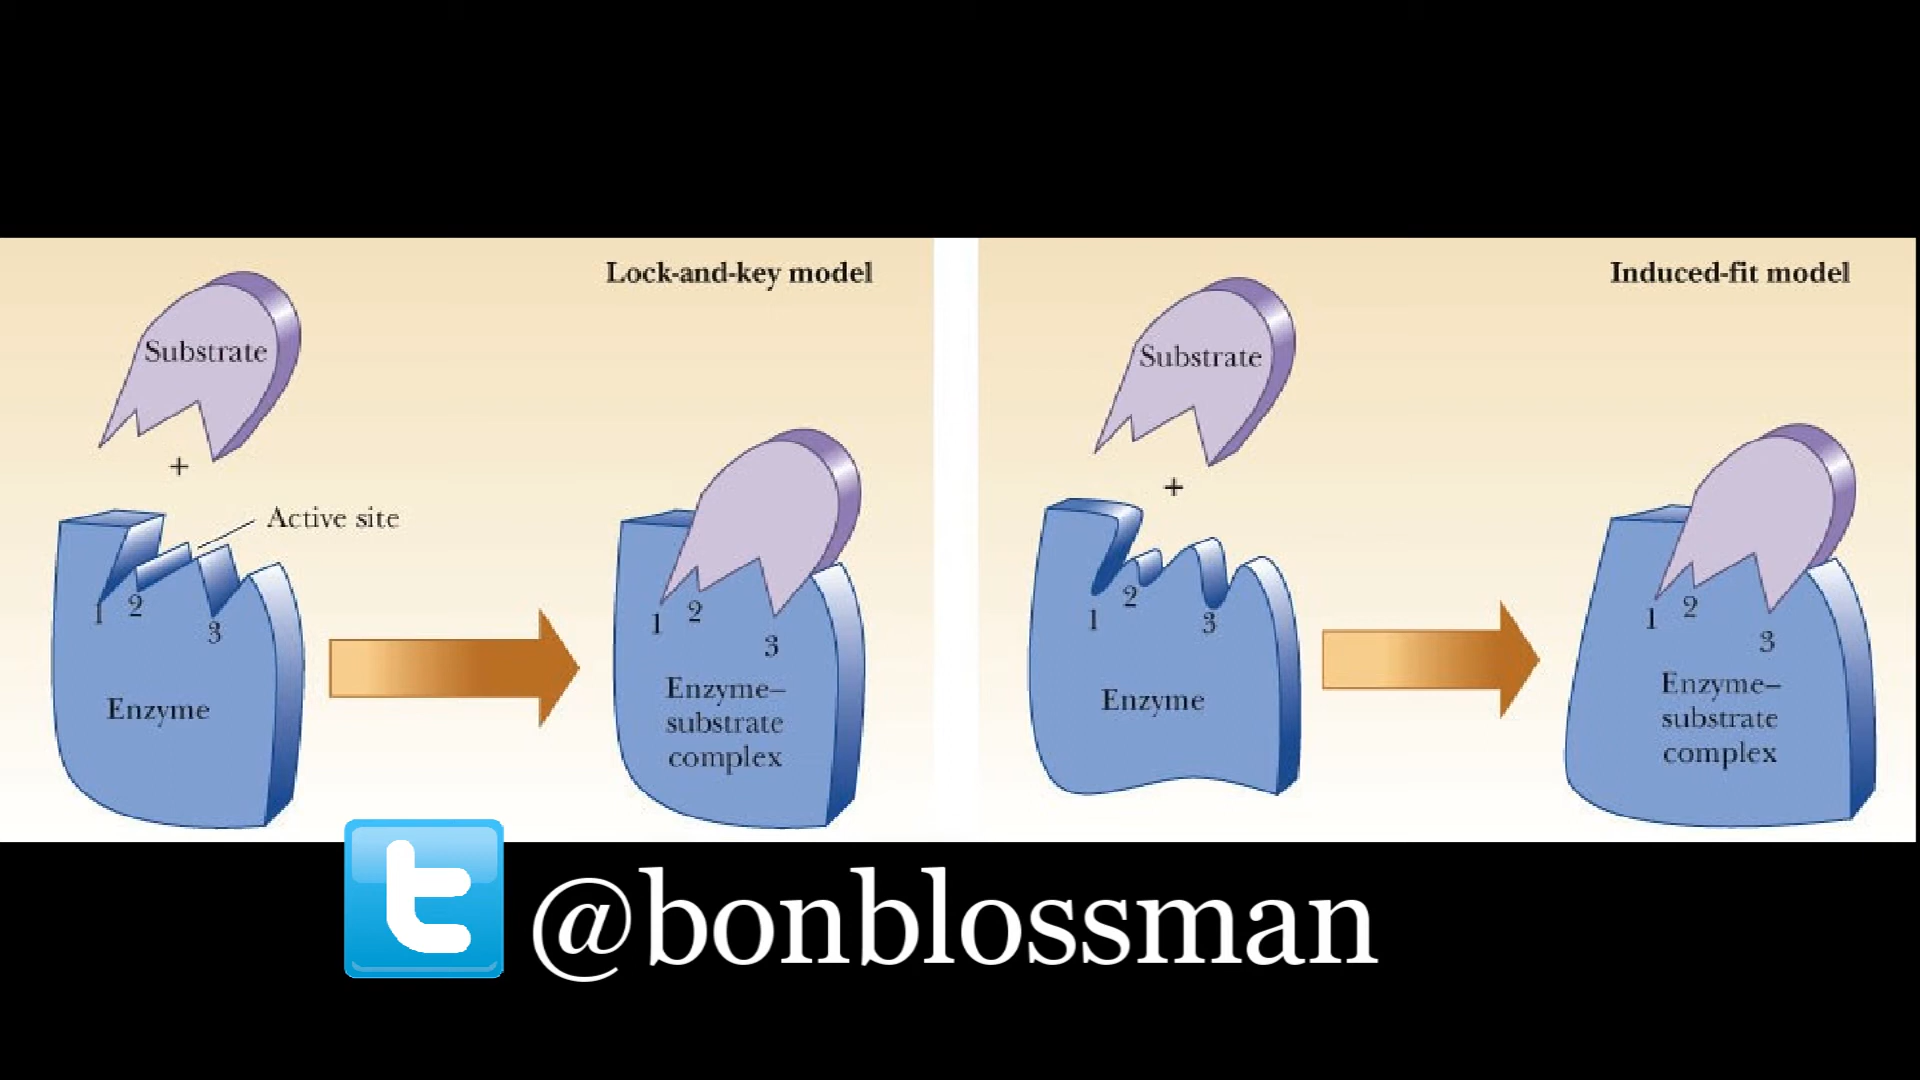 Lock-and-key model
Substrate
+
Active site
1 2 3
Enzyme
1 2 3
Enzyme–
substrate
complex
Induced-fit model
Substrate
+
1 2 3
Enzyme
1 2 3
Enzyme–
substrate
complex
@bonblossman